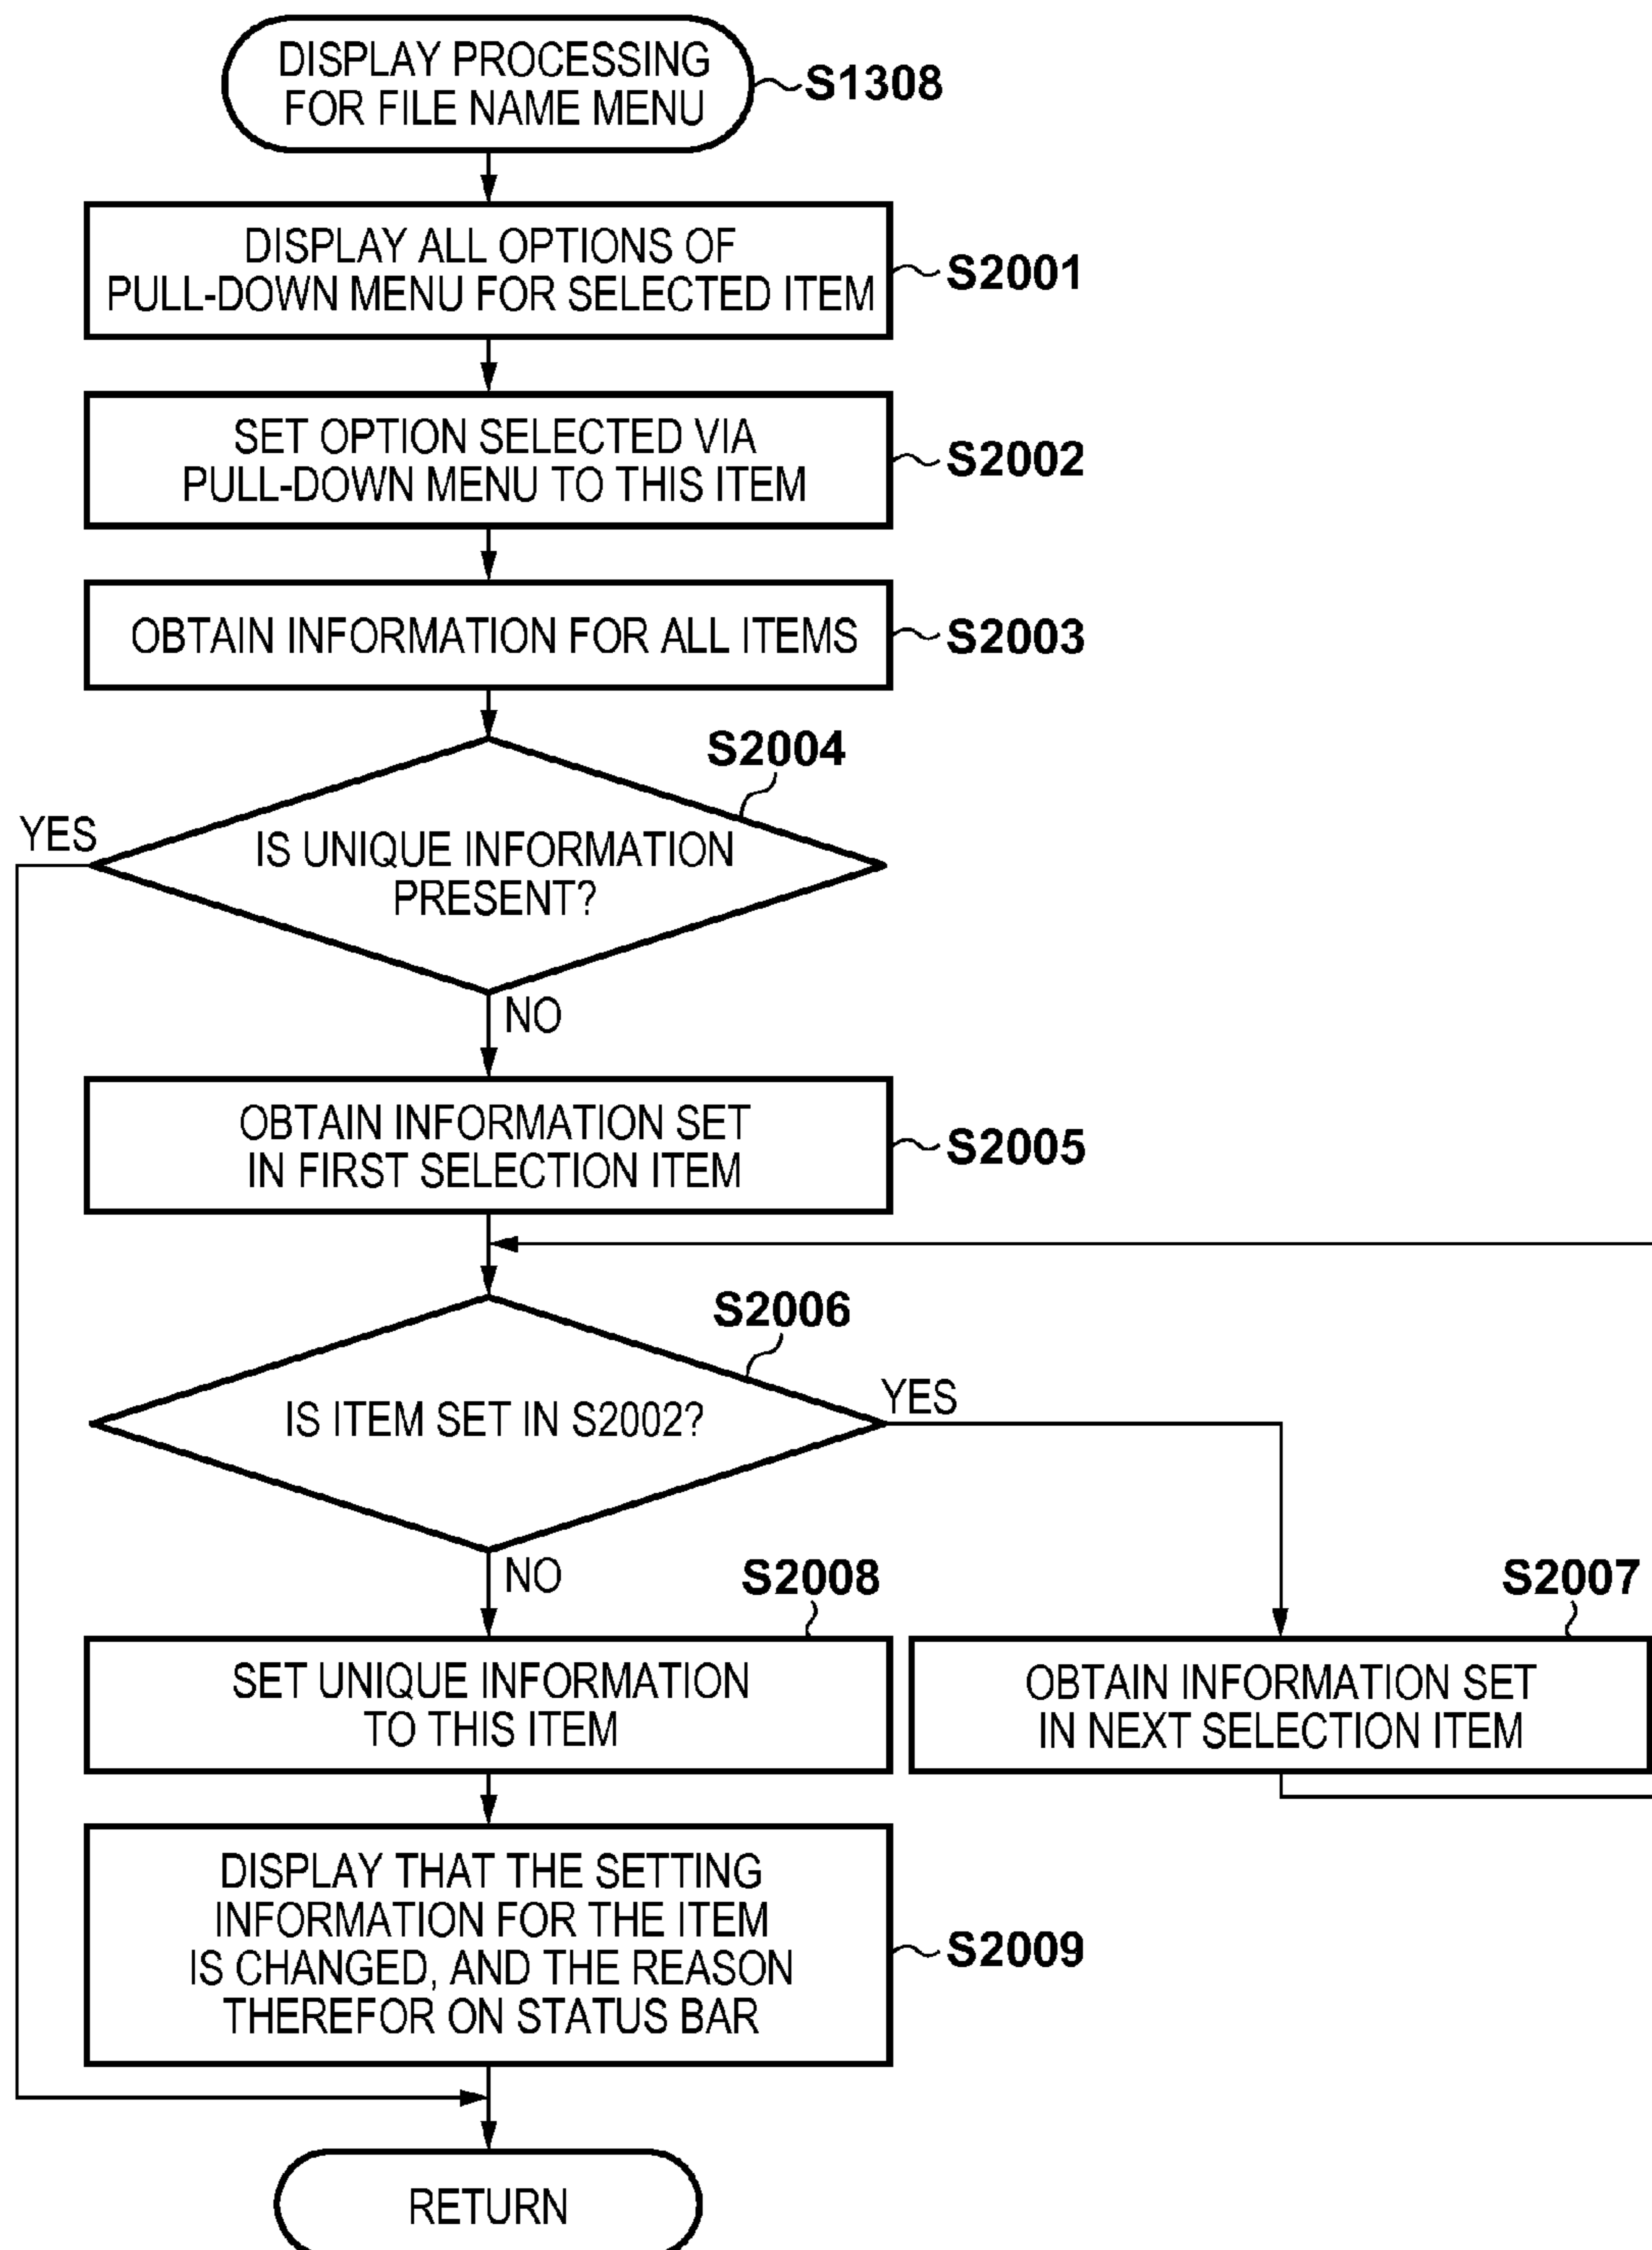 DISPLAY PROCESSING
FOR FILE NAME MENU
S1308
DISPLAY ALL OPTIONS OF
PULL-DOWN MENU FOR SELECTED ITEM
S2001
SET OPTION SELECTED VIA
PULL-DOWN MENU TO THIS ITEM
S2002
OBTAIN INFORMATION FOR ALL ITEMS
S2003
S2004
YES
IS UNIQUE INFORMATION
PRESENT?
NO
OBTAIN INFORMATION SET
IN FIRST SELECTION ITEM
S2005
S2006
IS ITEM SET IN S2002?
YES
NO
S2008
SET UNIQUE INFORMATION
TO THIS ITEM
S2007
OBTAIN INFORMATION SET
IN NEXT SELECTION ITEM
DISPLAY THAT THE SETTING
INFORMATION FOR THE ITEM
IS CHANGED, AND THE REASON
THEREFOR ON STATUS BAR
S2009
RETURN